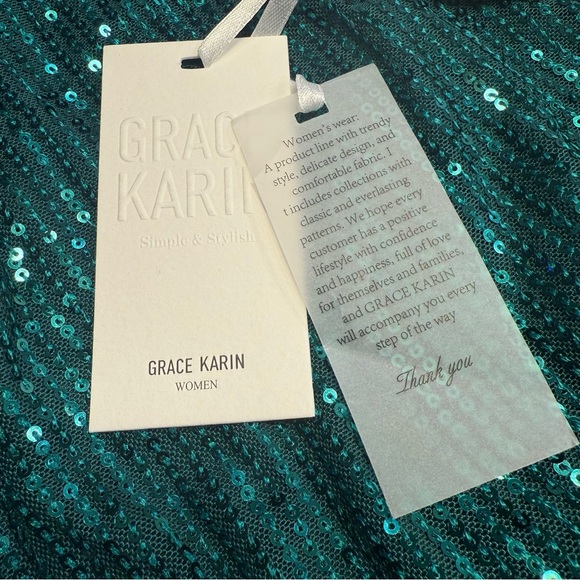 GRACE
KARIN
Simple & Stylish
GRACE KARIN
WOMEN
Women's wear:
A product line with trendy
style, delicate design, and
comfortable fabric. I
t includes collections with
classic and everlasting
patterns. We hope every
customer has a positive
lifestyle with confidence
and happiness, full of love
for themselves and families,
and GRACE KARIN
will accompany you every
step of the way
Thank you